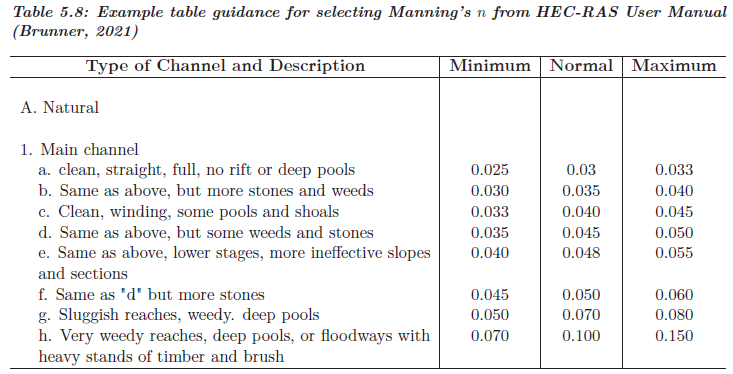 Table 5.8: Example table guidance for selecting Manning's n from HEC-RAS User Manual
(Brunner, 2021)
Type of Channel and Description Minimum Normal Maximum
A. Natural
1. Main channel
a. clean, straight, full, no rift or deep pools 0.025 0.03 0.033
b. Same as above, but more stones and weeds 0.030 0.035 0.040
c. Clean, winding, some pools and shoals 0.033 0.040 0.045
d. Same as above, but some weeds and stones 0.035 0.045 0.050
e. Same as above, lower stages, more ineffective slopes 0.040 0.048 0.055
and sections
f. Same as "d" but more stones 0.045 0.050 0.060
g. Sluggish reaches, weedy. deep pools 0.050 0.070 0.080
h. Very weedy reaches, deep pools, or floodways with 0.070 0.100 0.150
heavy stands of timber and brush